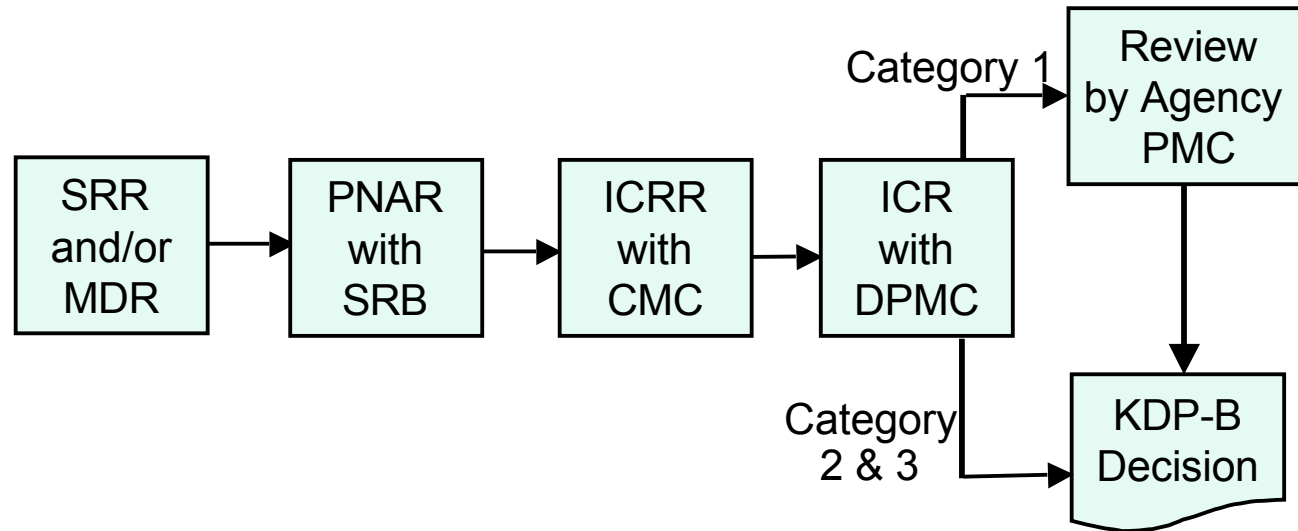 SRR
and/or
MDR
PNAR
with
SRB
ICRR
with
CMC
ICR
with
DPMC
Category 1
Review
by Agency
PMC
Category
2 & 3
KDP-B
Decision